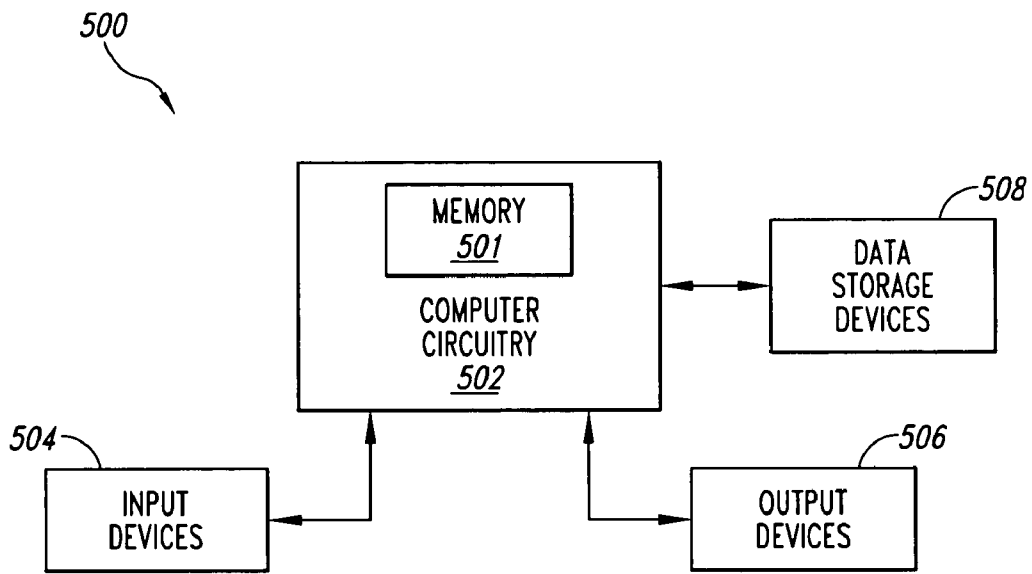 500
MEMORY
501
COMPUTER
CIRCUITRY
502
508
DATA
STORAGE
DEVICES
504
INPUT
DEVICES
506
OUTPUT
DEVICES